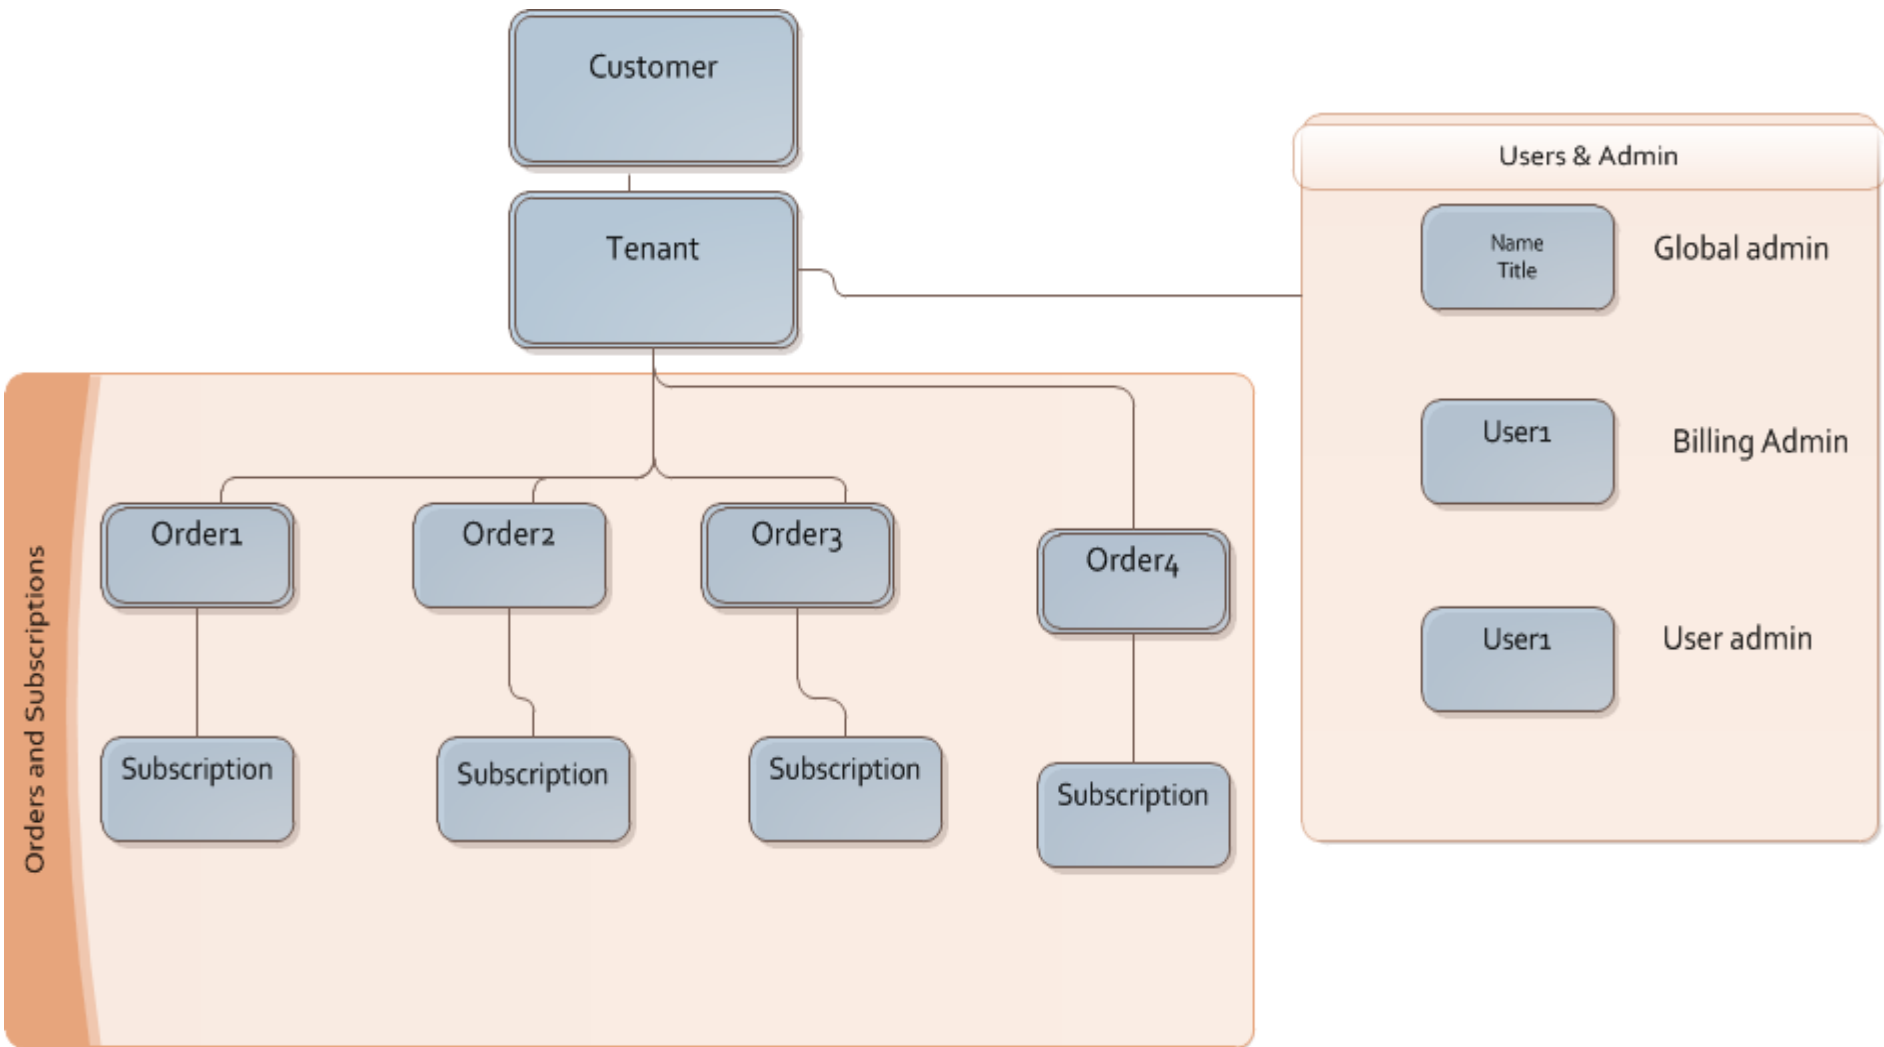 Customer
Tenant
Users & Admin
Name
Title
Global admin
User1
Billing Admin
User1
User admin
Orders and Subscriptions
Order1
Order2
Order3
Order4
Subscription
Subscription
Subscription
Subscription